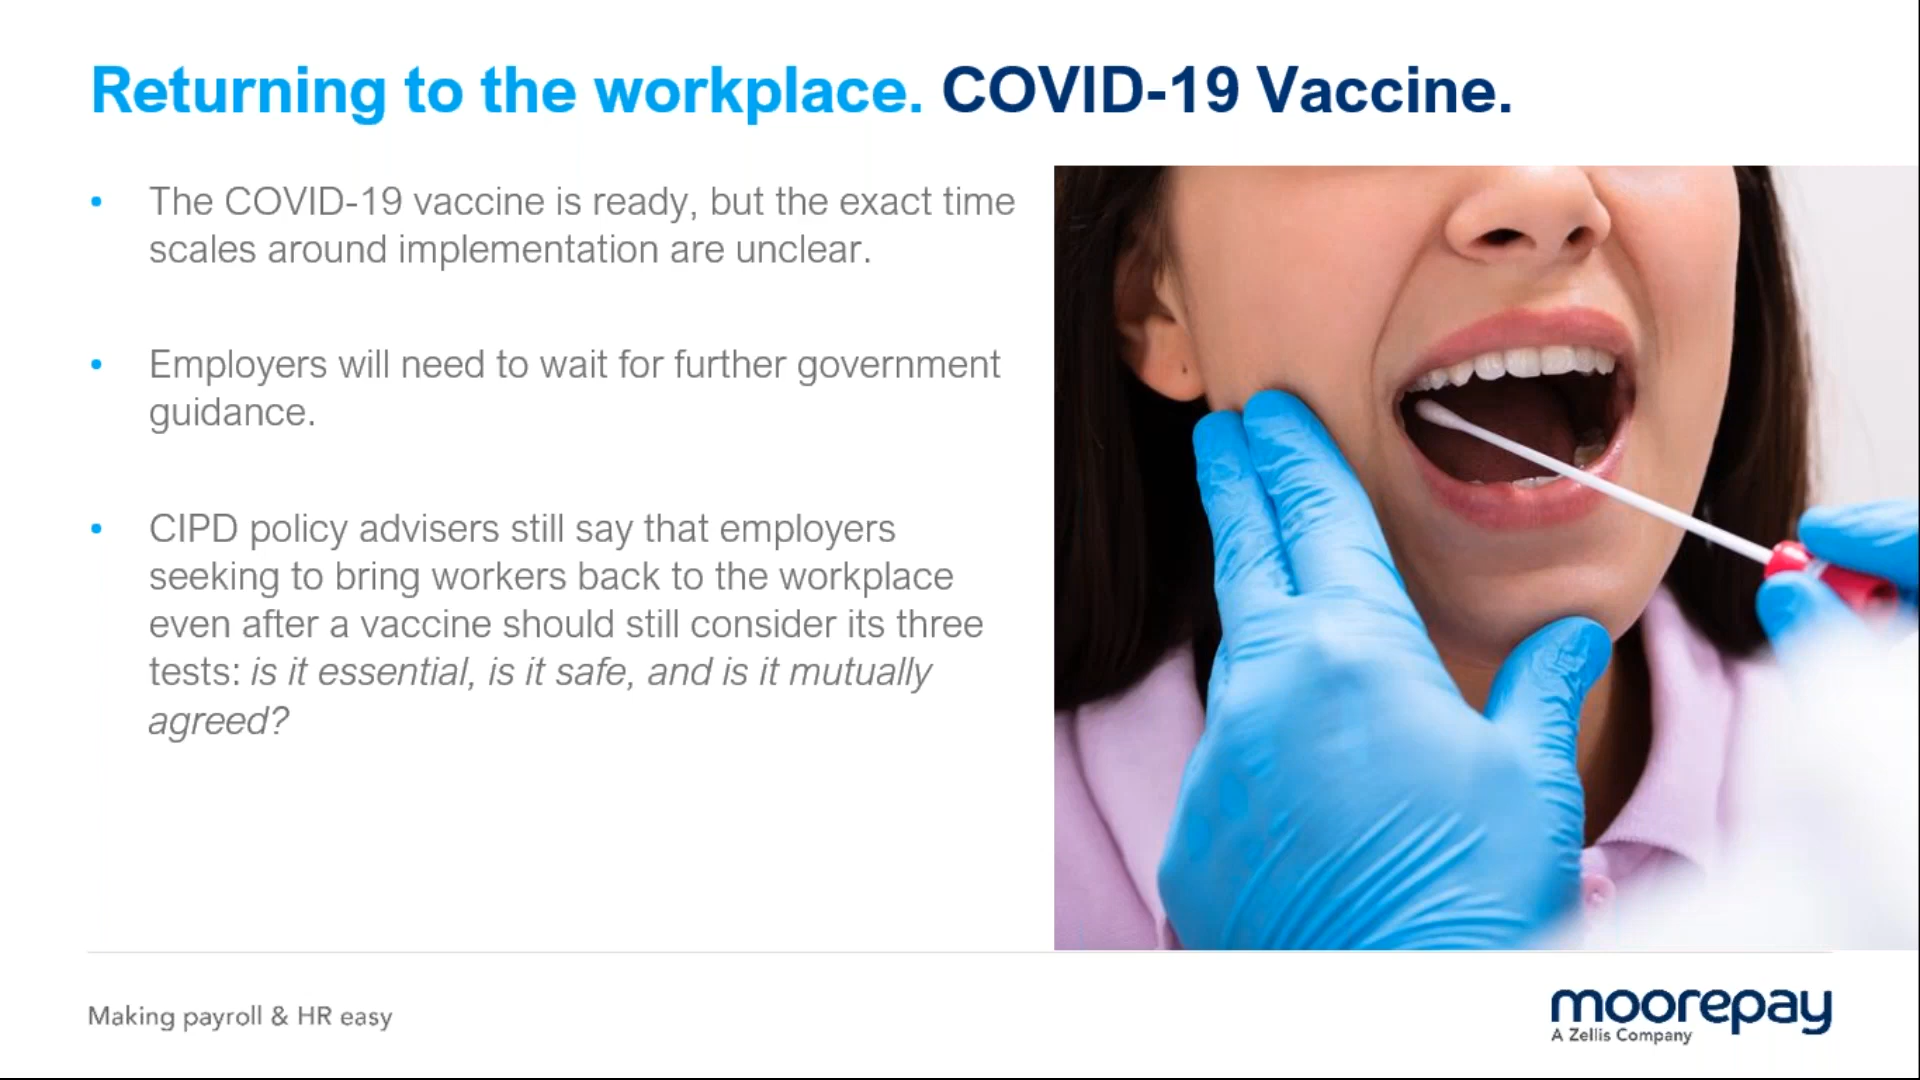 Returning to the workplace. COVID-19 Vaccine.
• The COVID-19 vaccine is ready, but the exact time
scales around implementation are unclear.
• Employers will need to wait for further government
guidance.
• CIPD policy advisers still say that employers
seeking to bring workers back to the workplace
even after a vaccine should still consider its three
tests: is it essential, is it safe, and is it mutually
agreed?
Making payroll & HR easy
moorepay
A Zellis Company